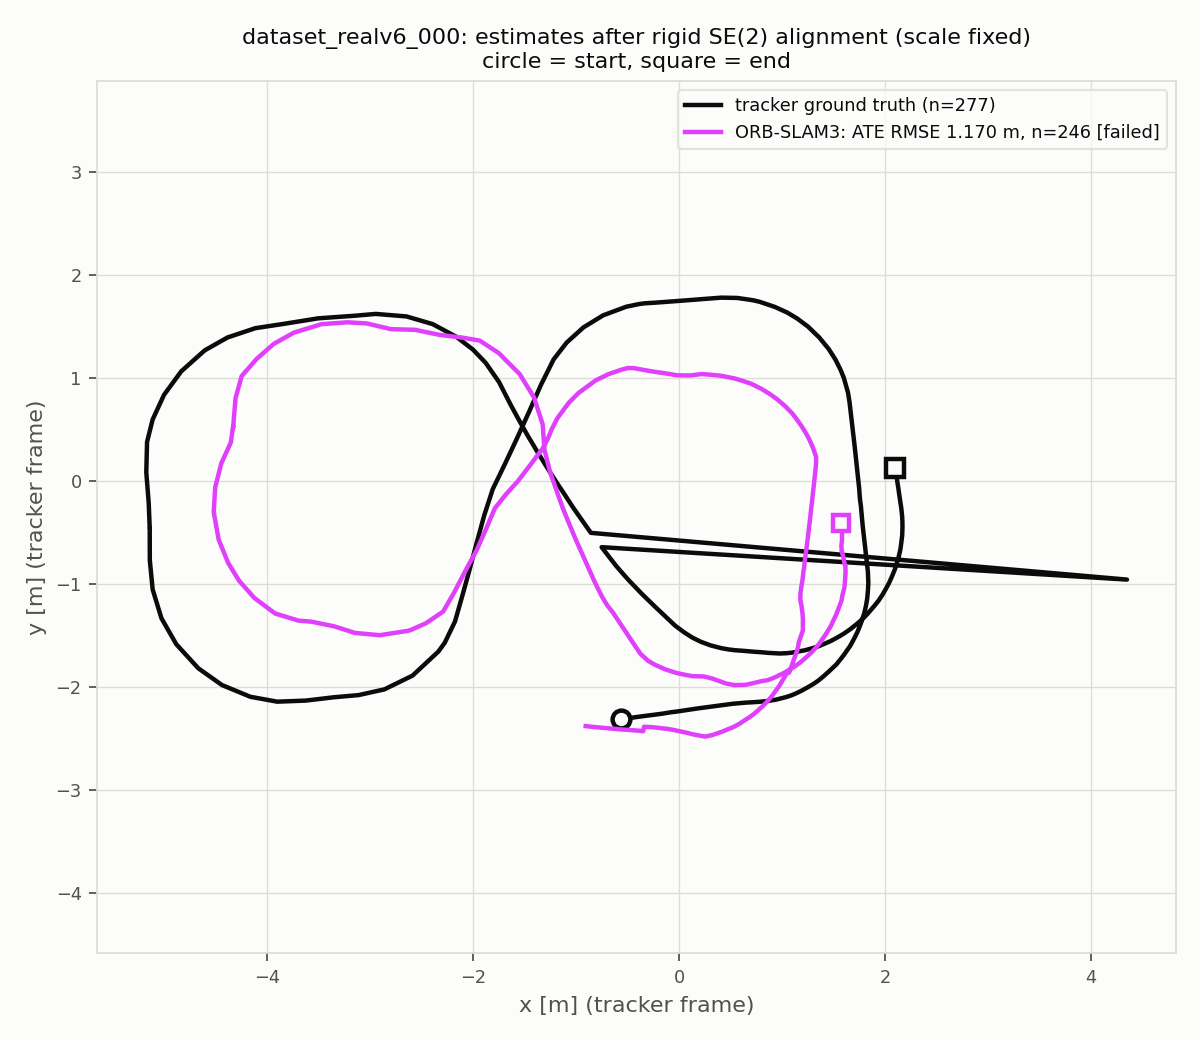 dataset_realv6_000: estimates after rigid SE(2) alignment (scale fixed)
circle = start, square = end
tracker ground truth (n=277)
ORB-SLAM3: ATE RMSE 1.170 m, n=246 [failed]
y [m] (tracker frame)
3
2
1
0
−1
−2
−3
−4
−4
−2
0
2
4
x [m] (tracker frame)